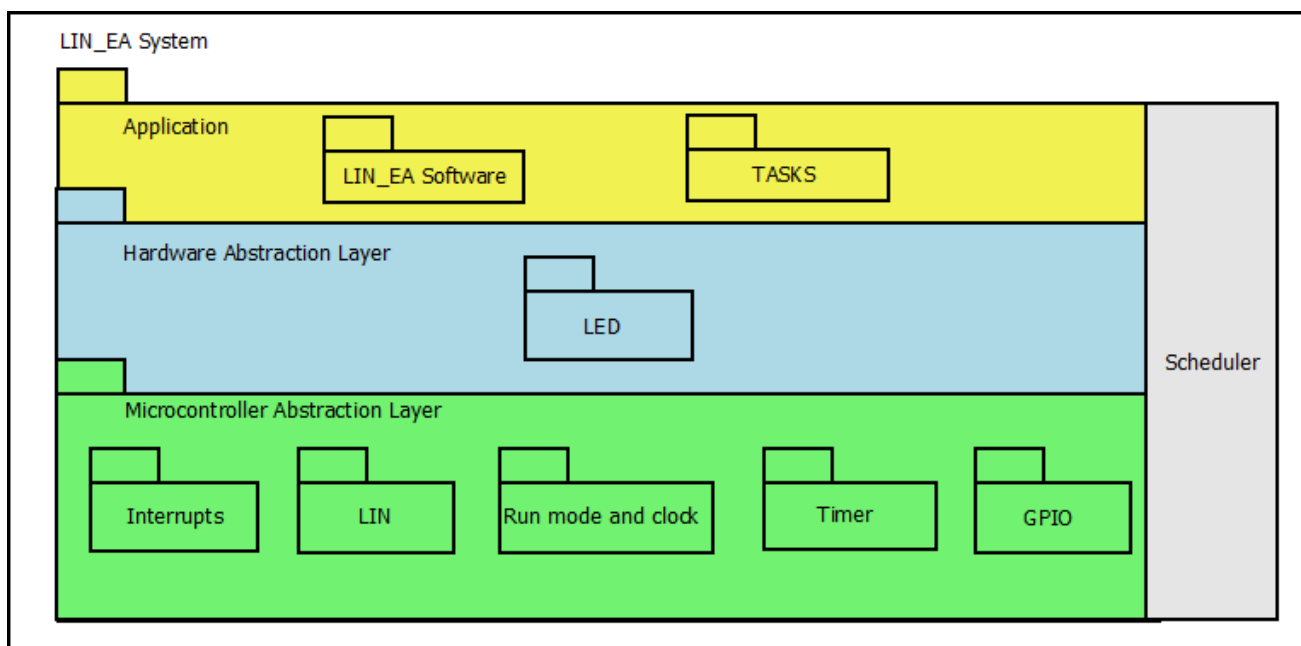 LIN_EA System
Application
LIN_EA Software
TASKS
Hardware Abstraction Layer
LED
Scheduler
Microcontroller Abstraction Layer
Interrupts
LIN
Run mode and clock
Timer
GPIO